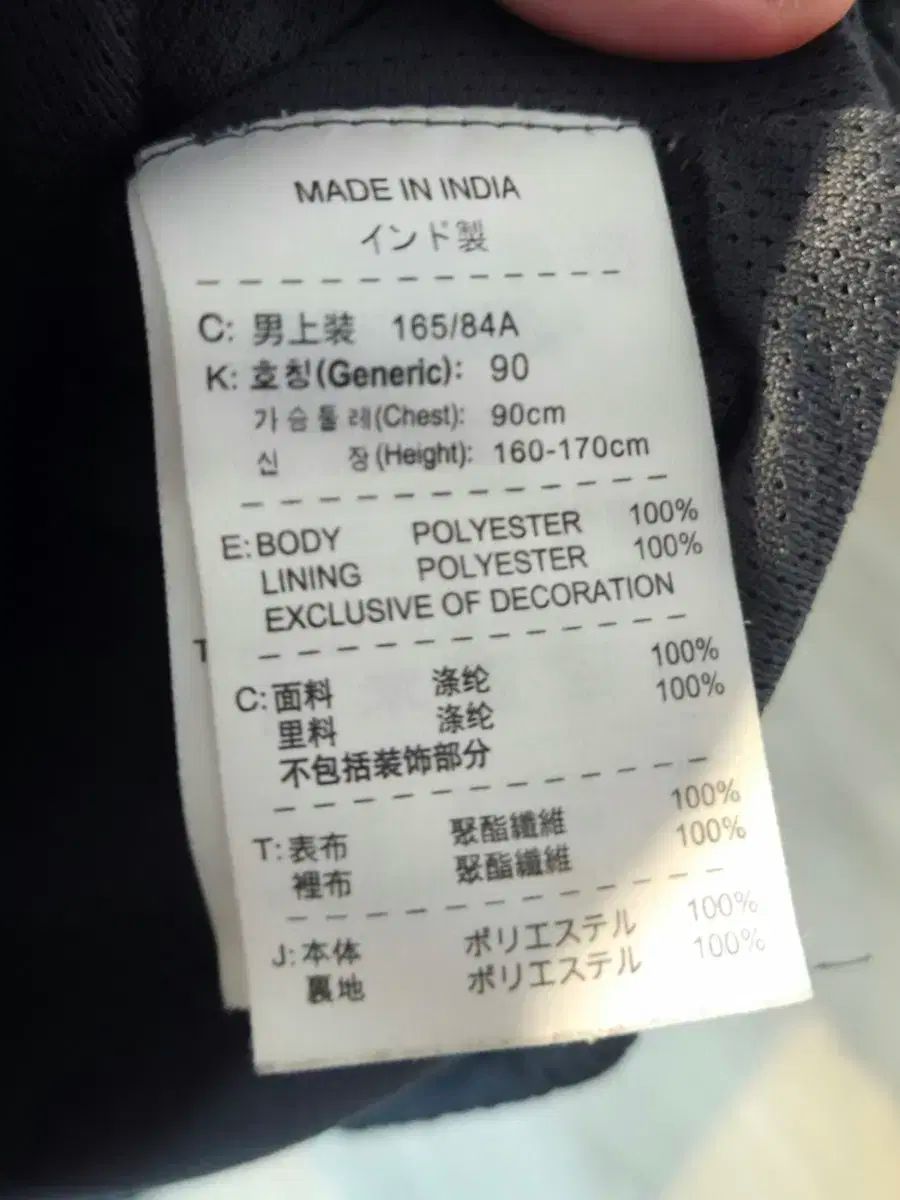 MADE IN INDIA
インド製
C: 男上装 165/84A
K: 호칭(Generic): 90
가슴둘레(Chest): 90cm
신 장(Height): 160-170cm
E: BODY POLYESTER 100%
LINING POLYESTER 100%
EXCLUSIVE OF DECORATION
C: 面料 涤纶 100%
里料 涤纶 100%
不包括装饰部分
T: 表布 聚酯纖維 100%
裡布 聚酯纖維 100%
J: 本体 ポリエステル 100%
裏地 ポリエステル 100%
T